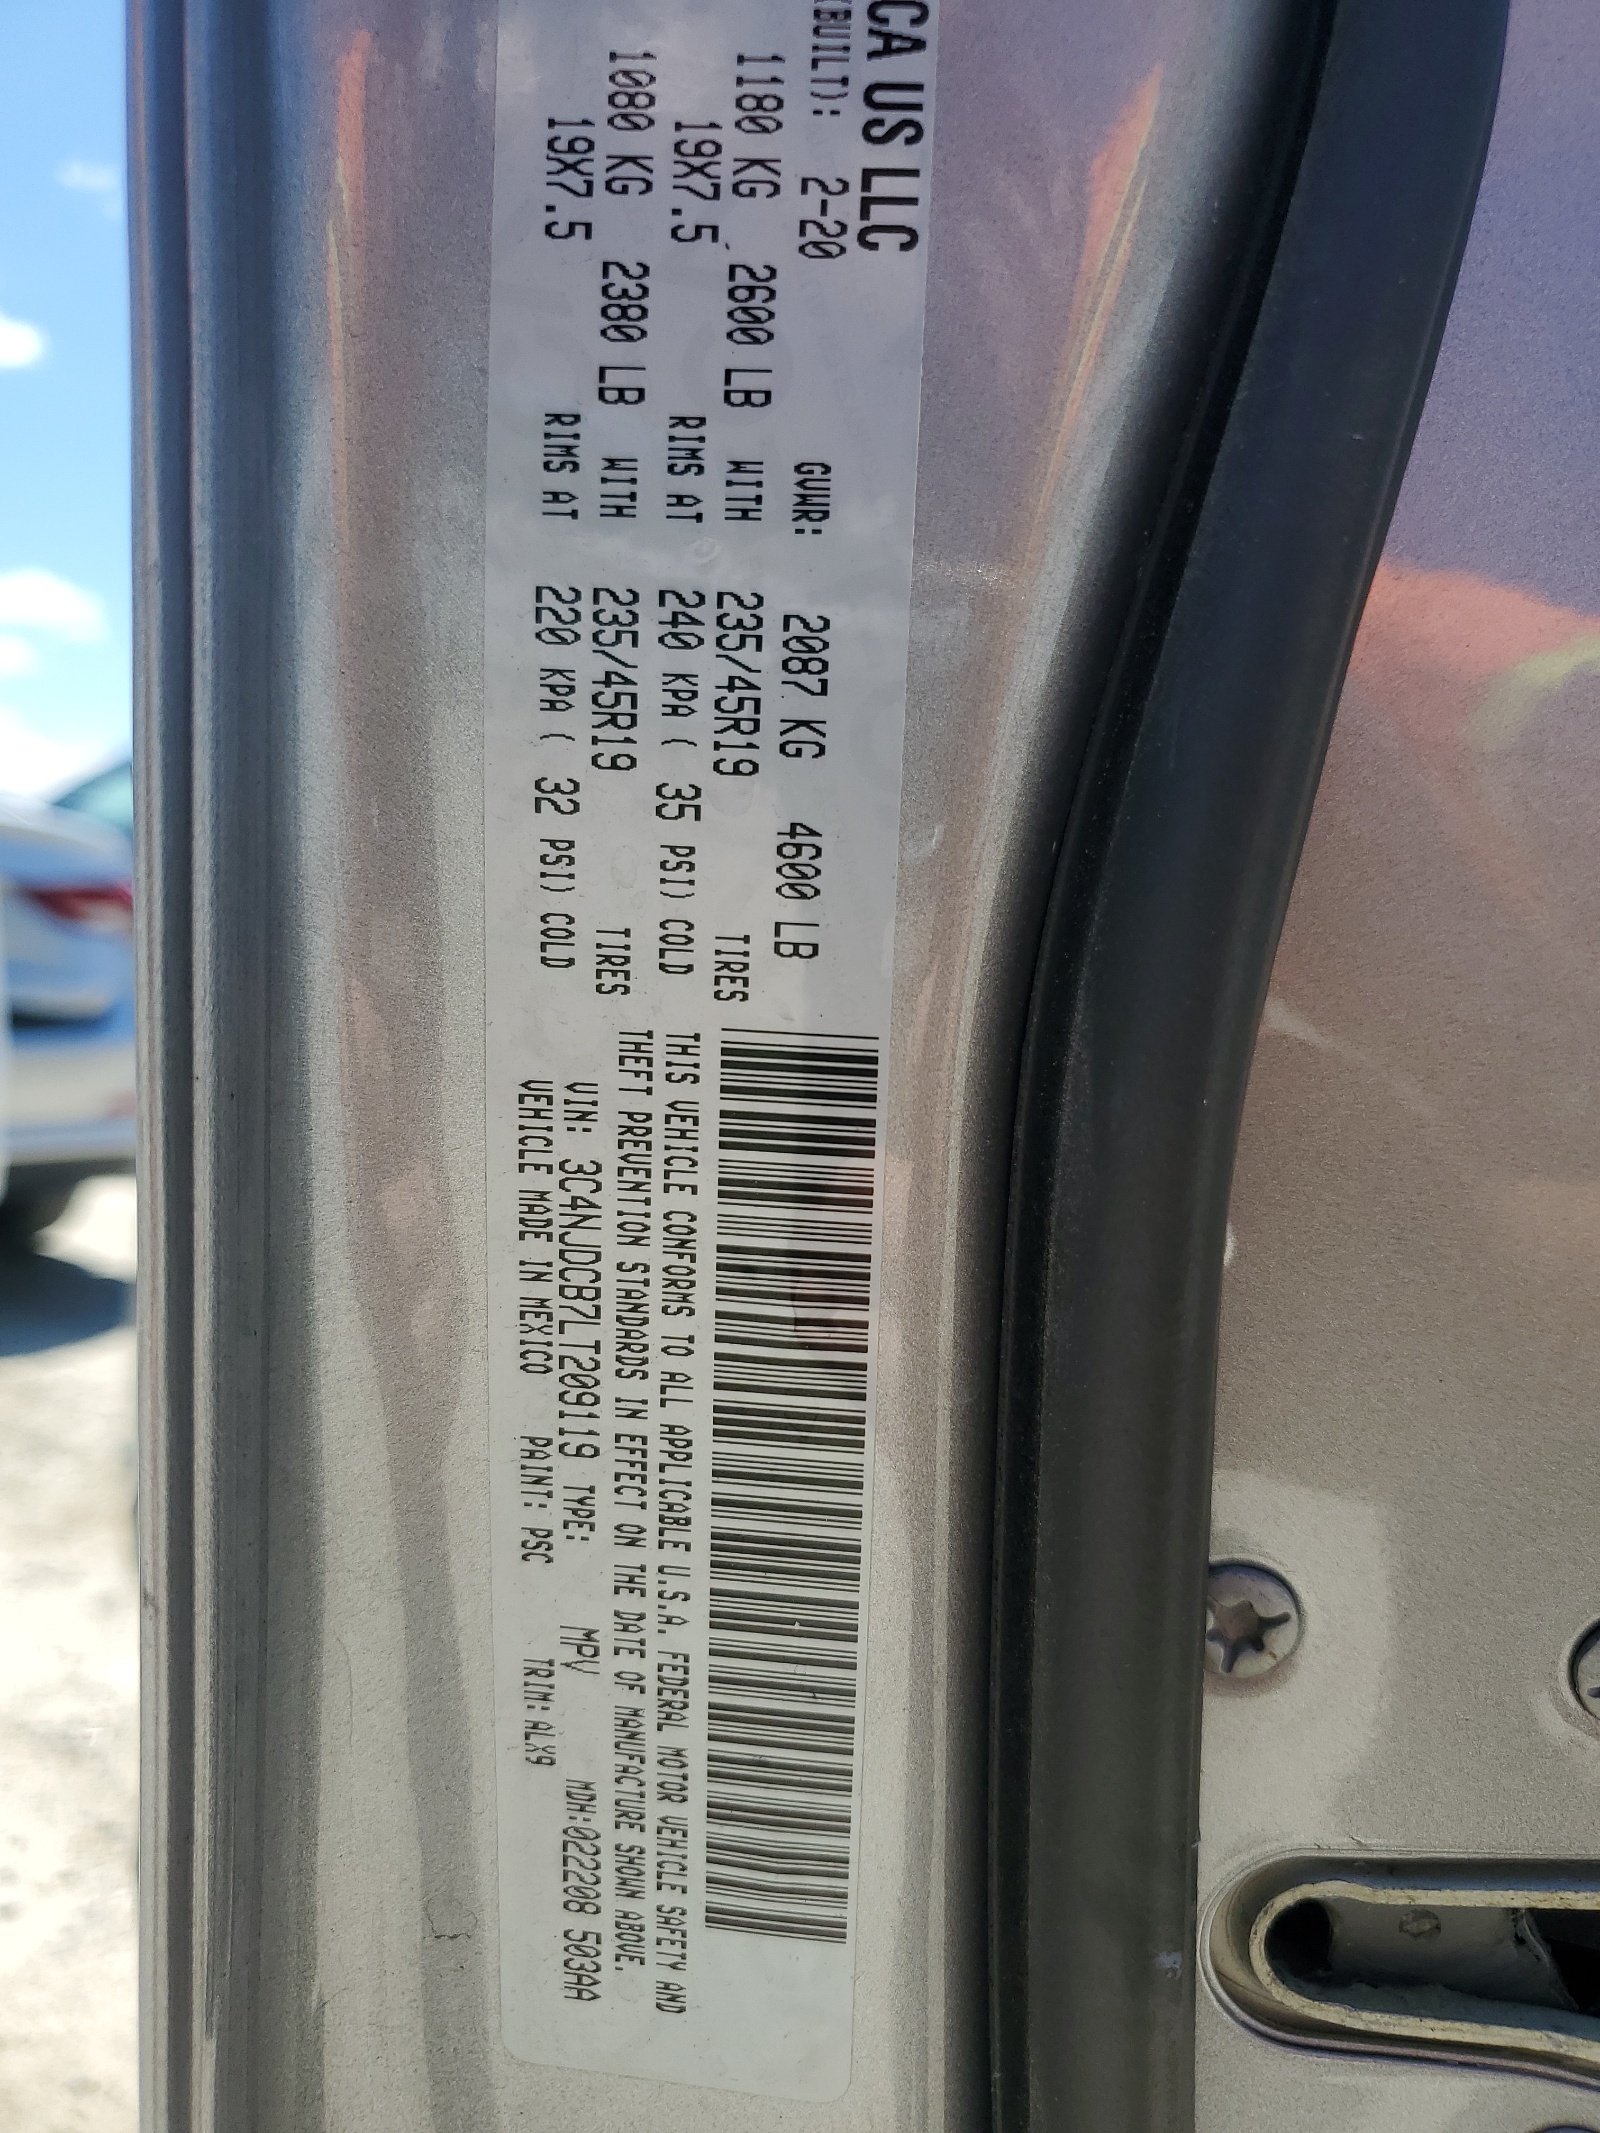 CA US LLC
BUILT): 2-20 GVWR: 2087 KG 4600 LB
1180 KG 2600 LB WITH 235/45R19 TIRES
19X7.5 RIMS AT 240 KPA ( 35 PSI) COLD
1080 KG 2380 LB WITH 235/45R19 TIRES
19X7.5 RIMS AT 220 KPA ( 32 PSI) COLD
THIS VEHICLE CONFORMS TO ALL APPLICABLE U.S.A. FEDERAL MOTOR VEHICLE SAFETY AND
THEFT PREVENTION STANDARDS IN EFFECT ON THE DATE OF MANUFACTURE SHOWN ABOVE.
VIN: 3C4NJDCB7LT209119 TYPE: MPV MDH:022208 503AA
VEHICLE MADE IN MEXICO PAINT: PSC TRIM:ALX9